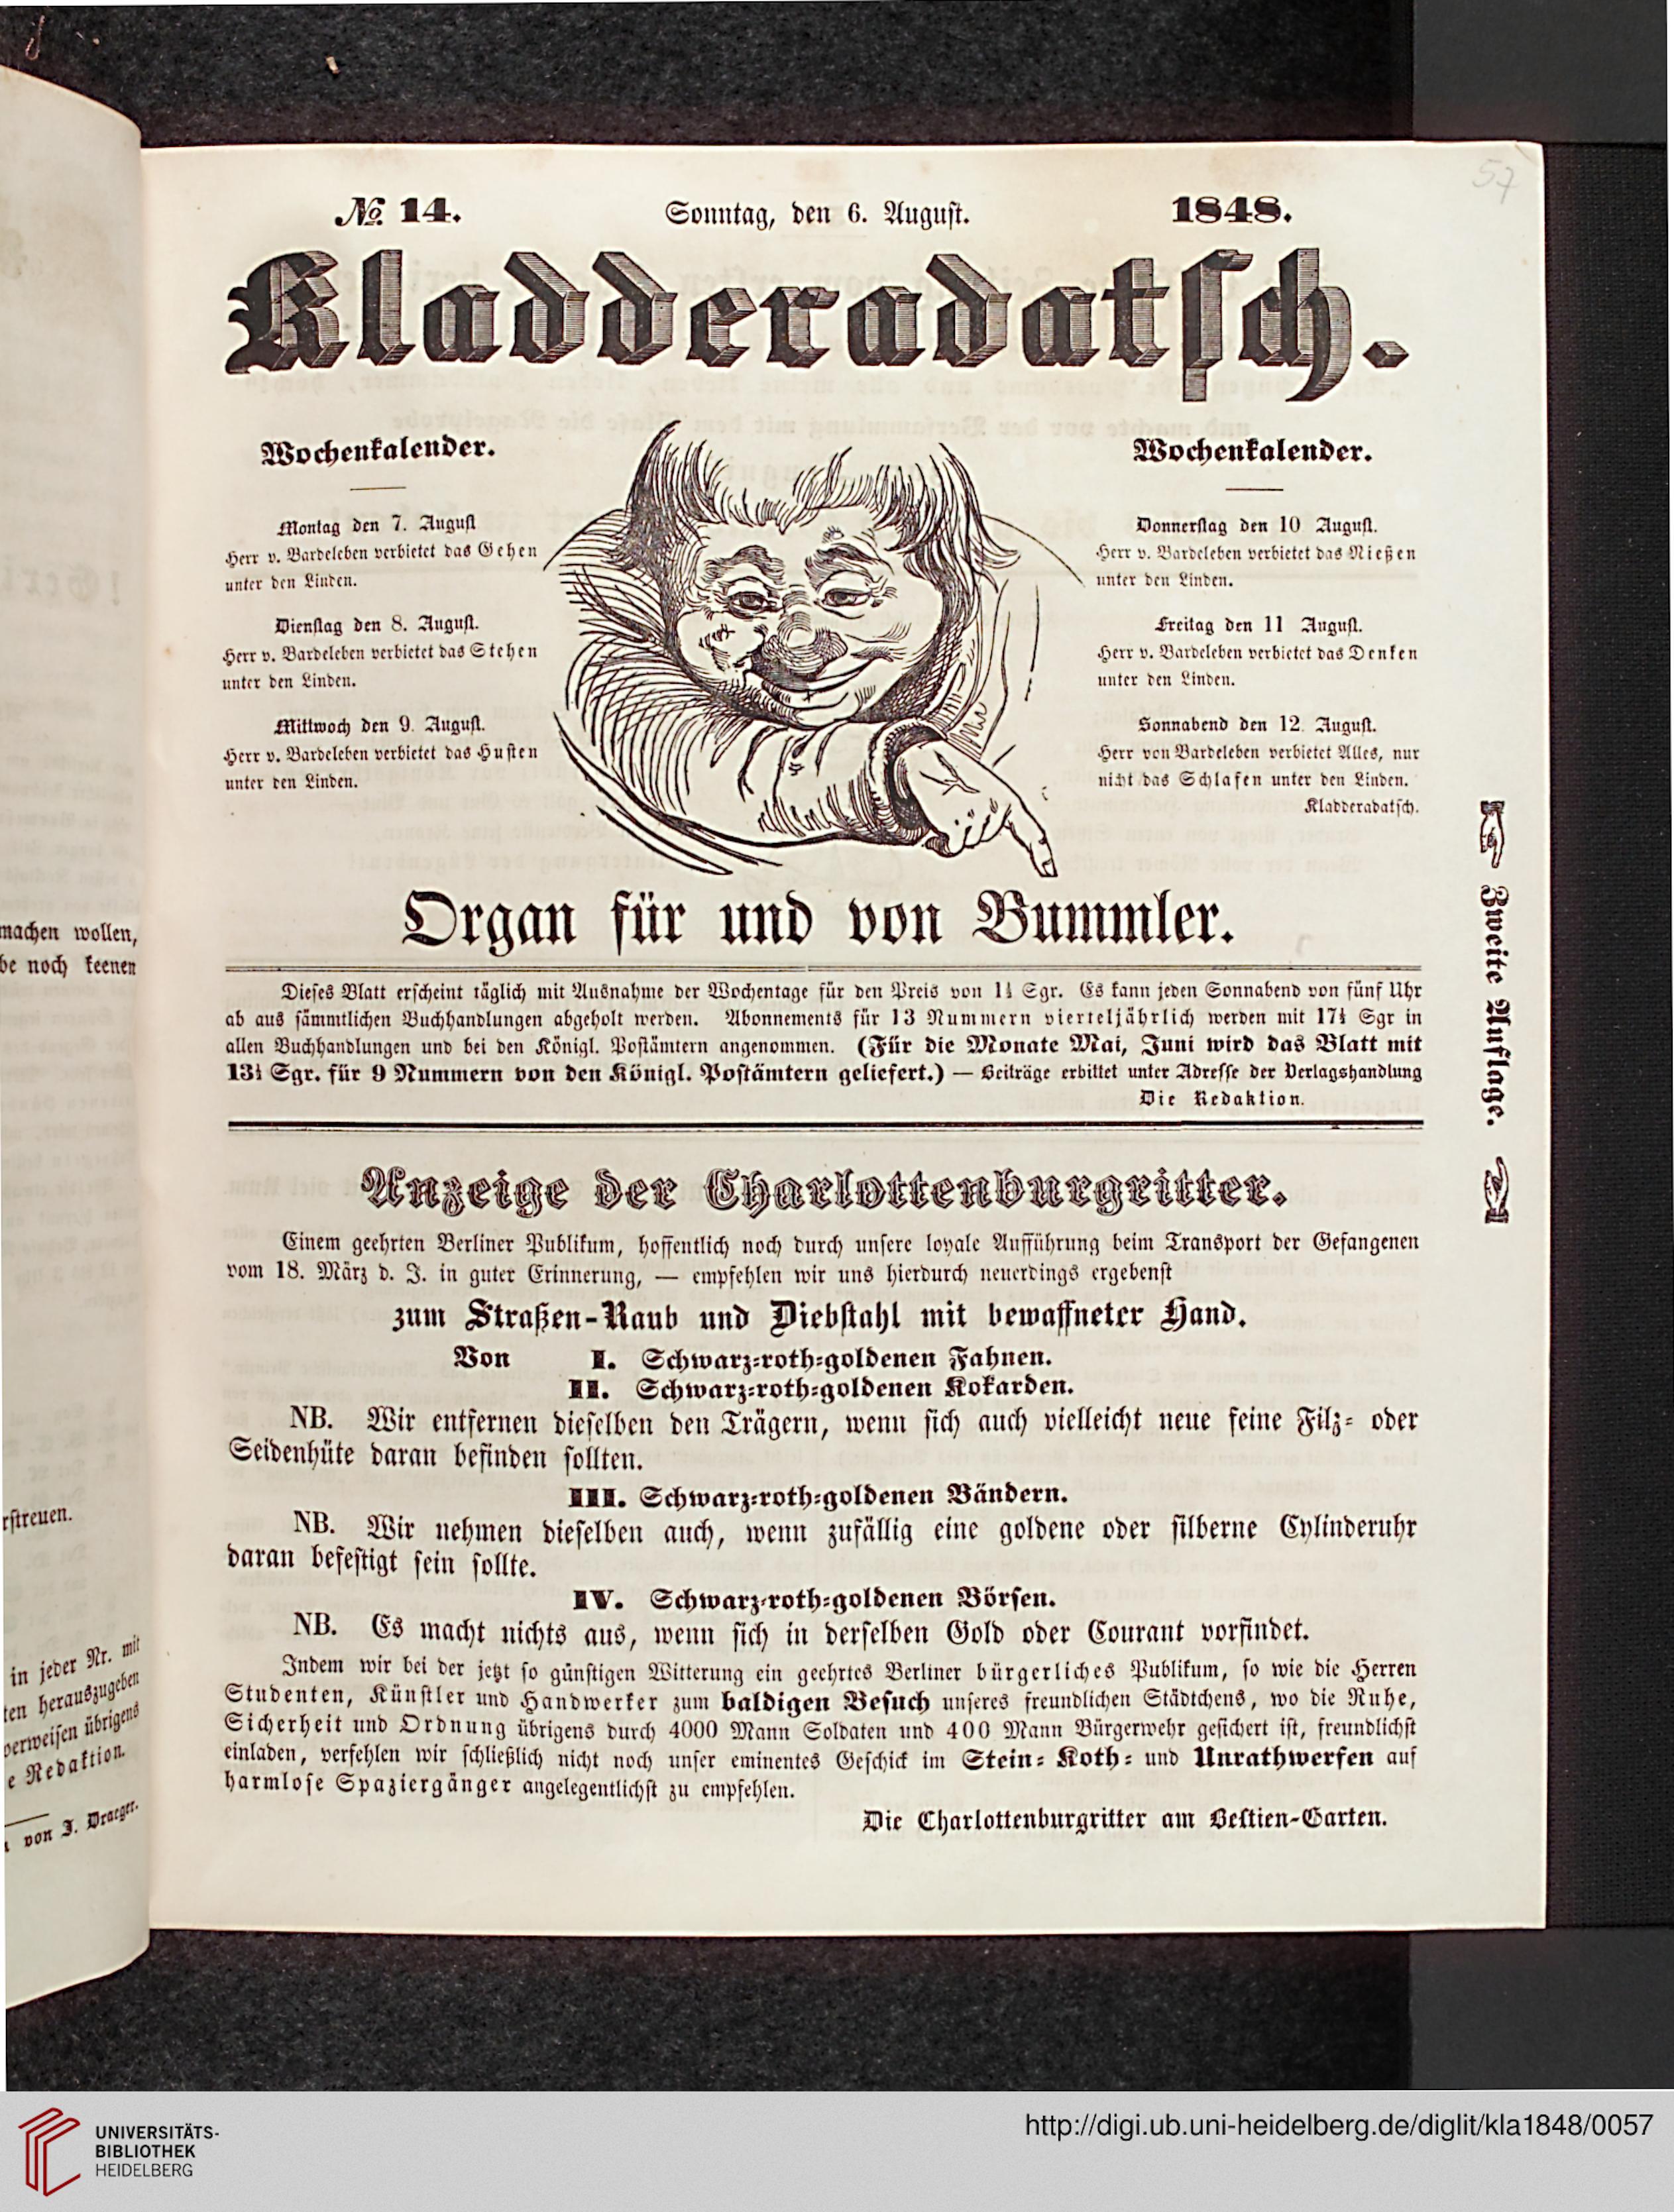 57
№ 14. Sonntag, den 6. August. 1848.
Kladderadatsch.
Wochenkalender.
Montag den 7. August
Herr v. Bardeleben verbietet das Gehen
unter den Linden.
Dienstag den 8. August.
Herr v. Bardeleben verbietet das Stehen
unter den Linden.
Mittwoch den 9. August.
Herr v. Bardeleben verbietet das Husten
unter den Linden.
Wochenkalender.
Donnerstag den 10 August.
Herr v. Bardeleben verbietet das Nießen
unter den Linden.
Freitag den 11 August.
Herr v. Bardeleben verbietet das Denken
unter den Linden.
Sonnabend den 12. August.
Herr von Bardeleben verbietet Alles, nur
nicht das Schlafen unter den Linden.
Kladderadatsch.
Organ für und von Bummler.
Dieses Blatt erscheint täglich mit Ausnahme der Wochentage für den Preis von 1½ Sgr. Es kann jeden Sonnabend von fünf Uhr
ab aus sämmtlichen Buchhandlungen abgeholt werden. Abonnements für 13 Nummern vierteljährlich werden mit 17½ Sgr in
allen Buchhandlungen und bei den Königl. Postämtern angenommen. (Für die Monate Mai, Juni wird das Blatt mit
13½ Sgr. für 9 Nummern von den Königl. Postämtern geliefert.) — Beiträge erbittet unter Adresse der Verlagshandlung
Die Redaktion.
Zweite Auflage.
Anzeige der Charlottenburgritter.
Einem geehrten Berliner Publikum, hoffentlich noch durch unsere loyale Aufführung beim Transport der Gefangenen
vom 18. März d. J. in guter Erinnerung, — empfehlen wir uns hierdurch neuerdings ergebenst
zum Straßen-Raub und Diebstahl mit bewaffneter Hand.
Von I. Schwarz-roth-goldenen Fahnen.
II. Schwarz-roth-goldenen Kokarden.
NB. Wir entfernen dieselben den Trägern, wenn sich auch vielleicht neue feine Filz- oder
Seidenhüte daran befinden sollten.
III. Schwarz-roth-goldenen Bändern.
NB. Wir nehmen dieselben auch, wenn zufällig eine goldene oder silberne Cylinderuhr
daran befestigt sein sollte.
IV. Schwarz-roth-goldenen Börsen.
NB. Es macht nichts aus, wenn sich in derselben Gold oder Courant vorfindet.
Indem wir bei der jetzt so günstigen Witterung ein geehrtes Berliner bürgerliches Publikum, so wie die Herren
Studenten, Künstler und Handwerker zum baldigen Besuch unseres freundlichen Städtchens, wo die Ruhe,
Sicherheit und Ordnung übrigens durch 4000 Mann Soldaten und 400 Mann Bürgerwehr gesichert ist, freundlichst
einladen, verfehlen wir schließlich nicht noch unser eminentes Geschick im Stein- Koth- und Unrathwerfen auf
harmlose Spaziergänger angelegentlichst zu empfehlen.
Die Charlottenburgritter am Bestien-Garten.
machen wollen,
noch keenen
in jeder Nr. mit
herauszugeben
übrigens
Redaktion.
von J. Draeger.
UNIVERSITÄTS-
BIBLIOTHEK
HEIDELBERG
http://digi.ub.uni-heidelberg.de/diglit/kla1848/0057